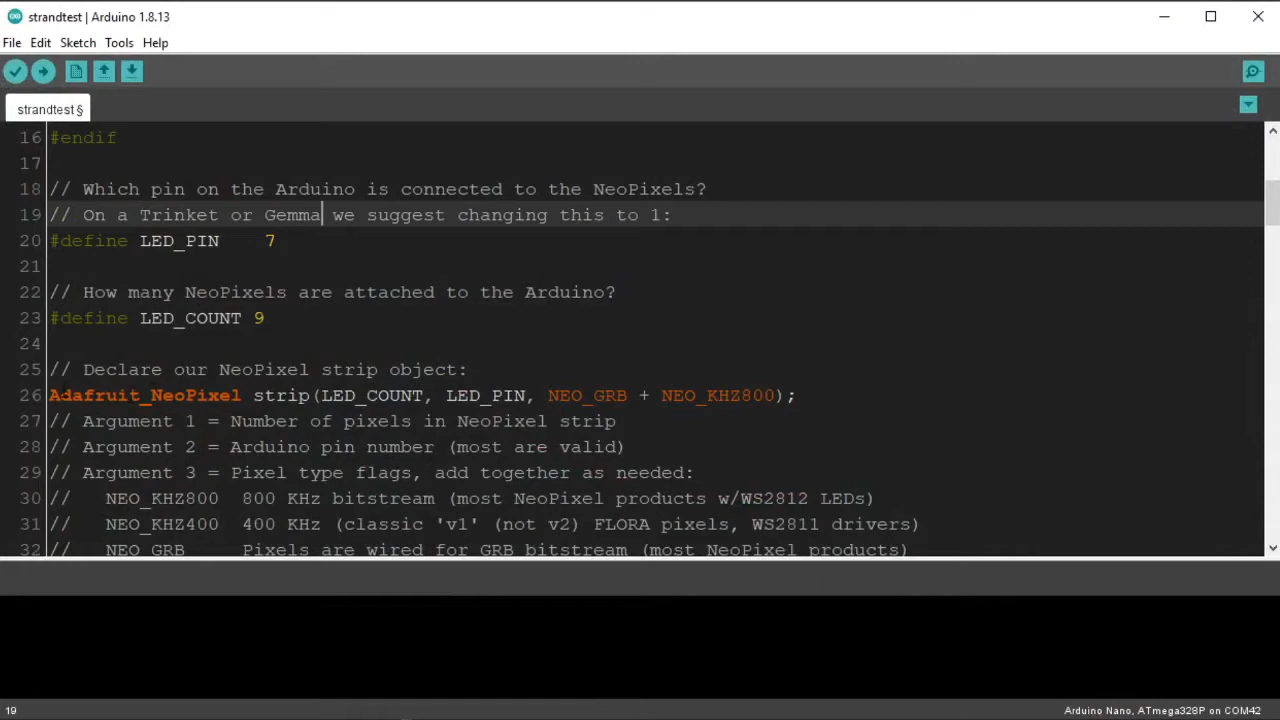 strandtest | Arduino 1.8.13
File Edit Sketch Tools Help
strandtest §
16 #endif
17
18 // Which pin on the Arduino is connected to the NeoPixels?
19 // On a Trinket or Gemma we suggest changing this to 1:
20 #define LED_PIN    7
21
22 // How many NeoPixels are attached to the Arduino?
23 #define LED_COUNT 9
24
25 // Declare our NeoPixel strip object:
26 Adafruit_NeoPixel strip(LED_COUNT, LED_PIN, NEO_GRB + NEO_KHZ800);
27 // Argument 1 = Number of pixels in NeoPixel strip
28 // Argument 2 = Arduino pin number (most are valid)
29 // Argument 3 = Pixel type flags, add together as needed:
30 //   NEO_KHZ800  800 KHz bitstream (most NeoPixel products w/WS2812 LEDs)
31 //   NEO_KHZ400  400 KHz (classic 'v1' (not v2) FLORA pixels, WS2811 drivers)
32 //   NEO_GRB     Pixels are wired for GRB bitstream (most NeoPixel products)
19
Arduino Nano, ATmega328P on COM42